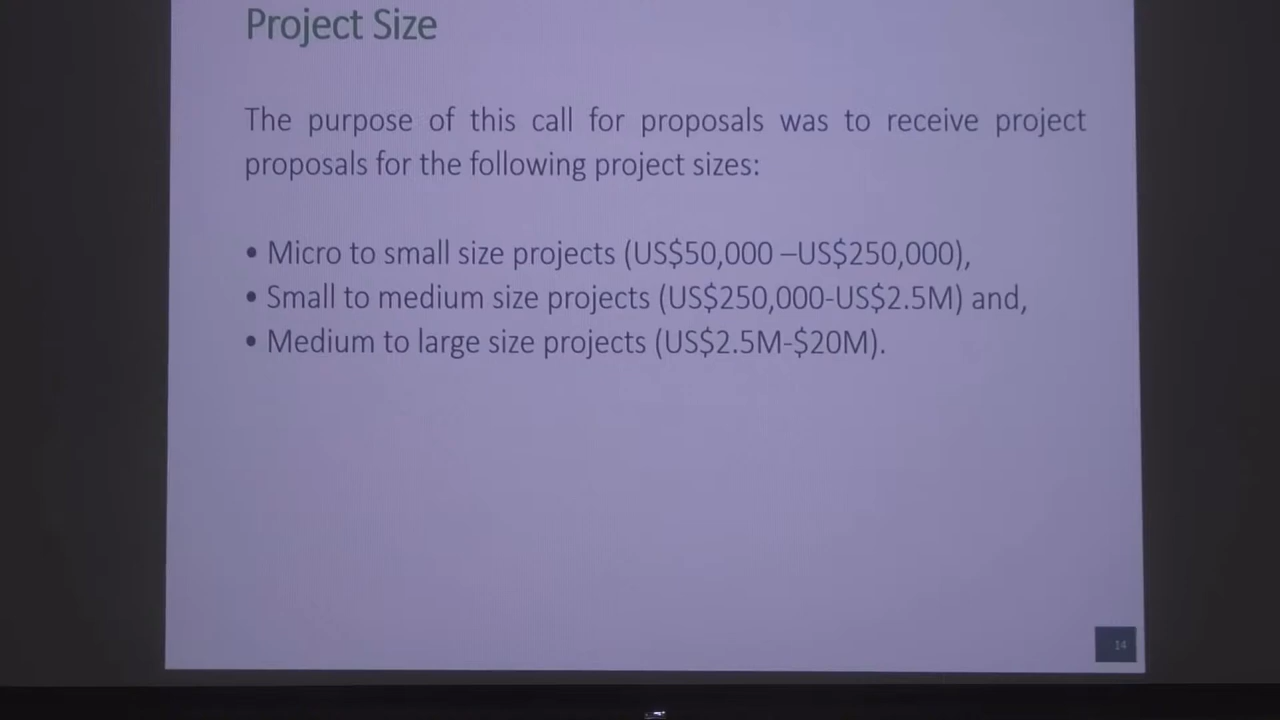 Project Size
The purpose of this call for proposals was to receive project
proposals for the following project sizes:
• Micro to small size projects (US$50,000 –US$250,000),
• Small to medium size projects (US$250,000-US$2.5M) and,
• Medium to large size projects (US$2.5M-$20M).
14